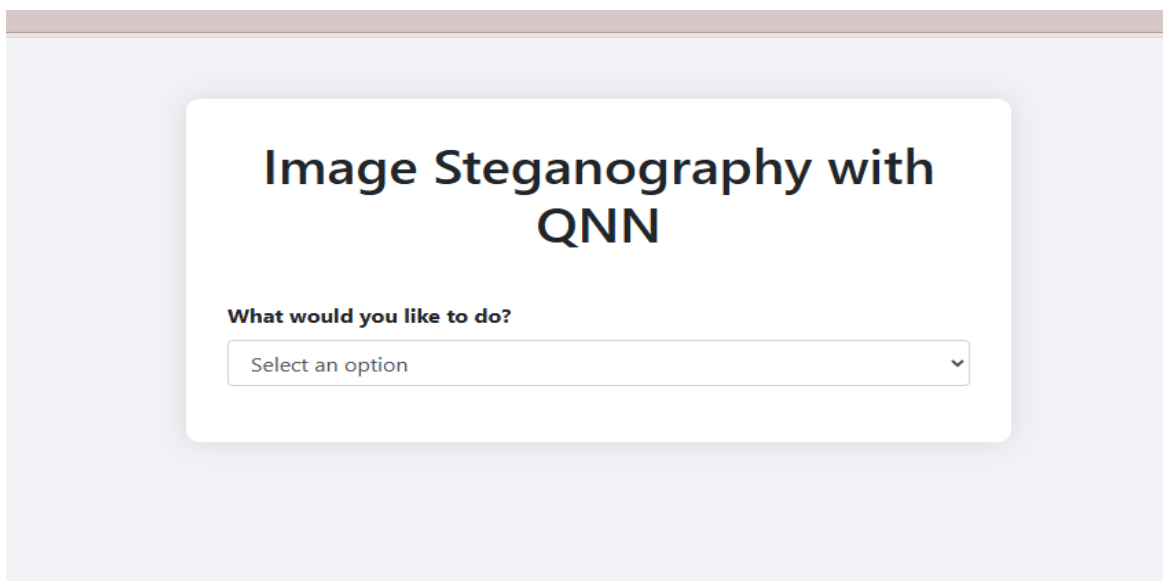 Image Steganography with
QNN
What would you like to do?
Select an option